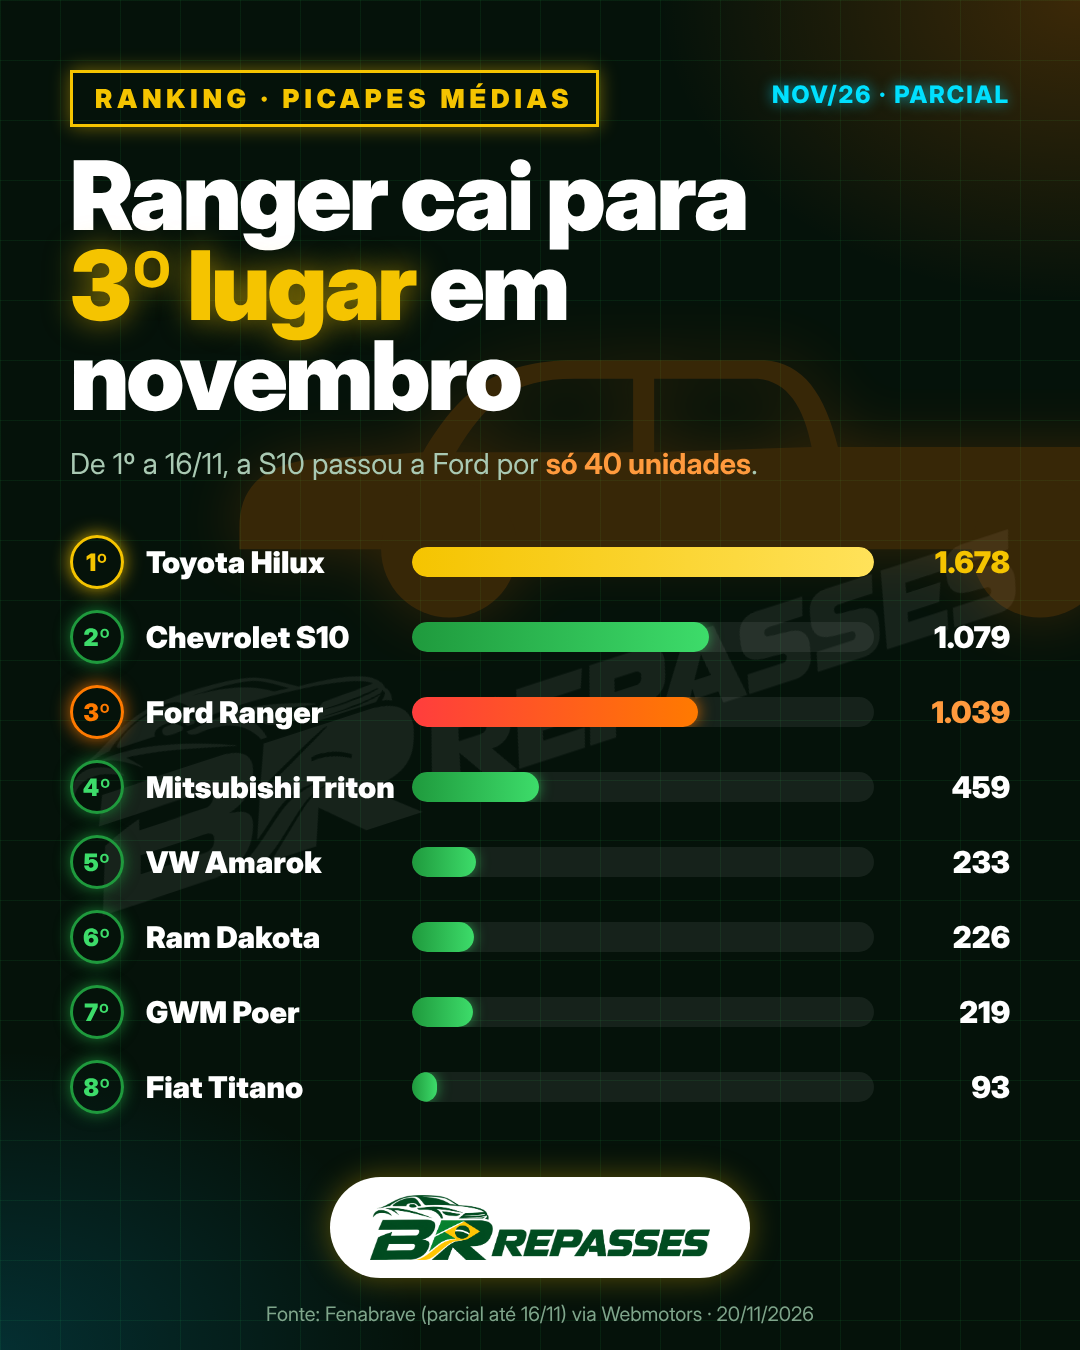 RANKING · PICAPES MÉDIAS
NOV/26 · PARCIAL
Ranger cai para
3º lugar em
novembro
De 1º a 16/11, a S10 passou a Ford por só 40 unidades.
1º Toyota Hilux 1.678
2º Chevrolet S10 1.079
3º Ford Ranger 1.039
4º Mitsubishi Triton 459
5º VW Amarok 233
6º Ram Dakota 226
7º GWM Poer 219
8º Fiat Titano 93
BR REPASSES
BR REPASSES
Fonte: Fenabrave (parcial até 16/11) via Webmotors · 20/11/2026